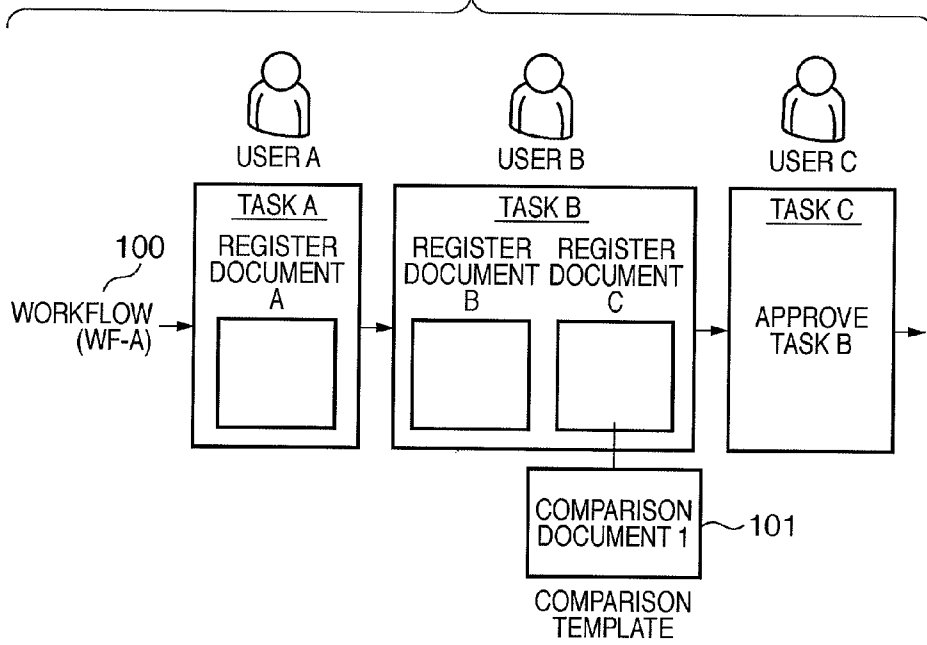 USER A
USER B
USER C
TASK A
REGISTER
DOCUMENT
A
TASK B
REGISTER
DOCUMENT
B
REGISTER
DOCUMENT
C
TASK C
APPROVE
TASK B
100
WORKFLOW
(WF-A)
COMPARISON
DOCUMENT 1
101
COMPARISON
TEMPLATE